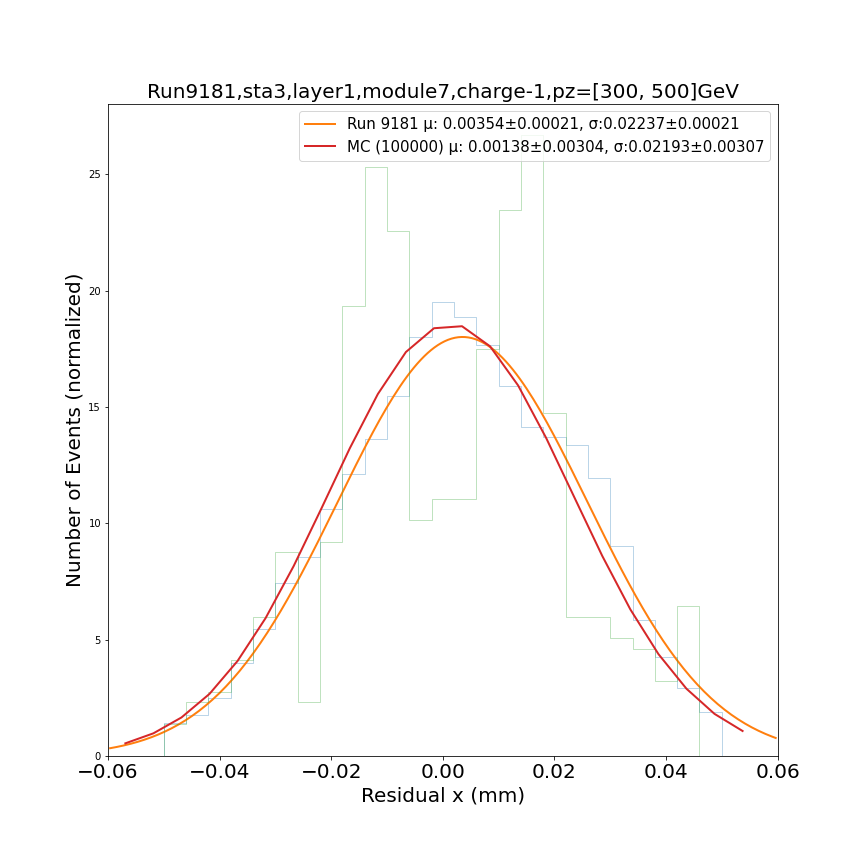 Run9181,sta3,layer1,module7,charge-1,pz=[300, 500]GeV
Run 9181 μ: 0.00354±0.00021, σ:0.02237±0.00021
MC (100000) μ: 0.00138±0.00304, σ:0.02193±0.00307
Number of Events (normalized)
25
20
15
10
5
0
−0.06 −0.04 −0.02 0.00 0.02 0.04 0.06
Residual x (mm)